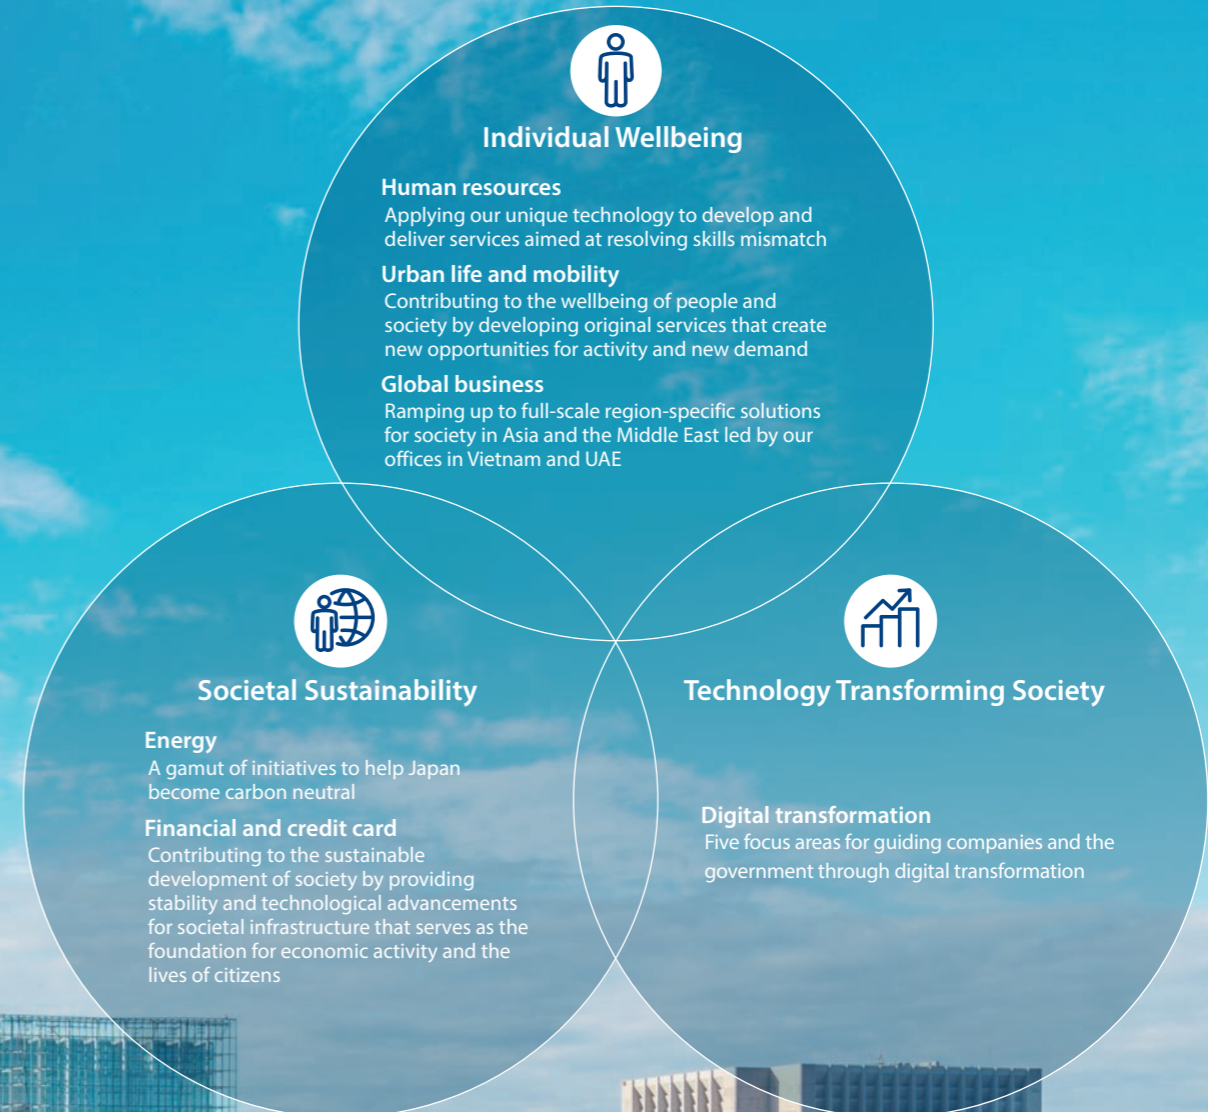 Individual Wellbeing
Human resources
Applying our unique technology to develop and
deliver services aimed at resolving skills mismatch
Urban life and mobility
Contributing to the wellbeing of people and
society by developing original services that create
new opportunities for activity and new demand
Global business
Ramping up to full-scale region-specific solutions
for society in Asia and the Middle East led by our
offices in Vietnam and UAE
Societal Sustainability
Energy
A gamut of initiatives to help Japan
become carbon neutral
Financial and credit card
Contributing to the sustainable
development of society by providing
stability and technological advancements
for societal infrastructure that serves as the
foundation for economic activity and the
lives of citizens
Technology Transforming Society
Digital transformation
Five focus areas for guiding companies and the
government through digital transformation